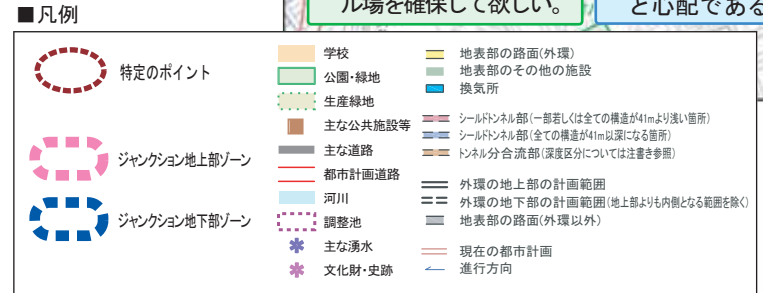 ル場を確保して欲しい。
と心配である
■凡例
特定のポイント
ジャンクション地上部ゾーン
ジャンクション地下部ゾーン
学校
公園・緑地
生産緑地
主な公共施設等
主な道路
都市計画道路
河川
調整池
主な湧水
文化財・史跡
地表部の路面(外環)
地表部のその他の施設
換気所
シールドトンネル部(一部若しくは全ての構造が41mより浅い箇所)
シールドトンネル部(全ての構造が41m以深になる箇所)
トンネル分合流部(深度区分については注書き参照)
外環の地上部の計画範囲
外環の地下部の計画範囲(地上部よりも内側となる範囲を除く)
地表部の路面(外環以外)
現在の都市計画
進行方向